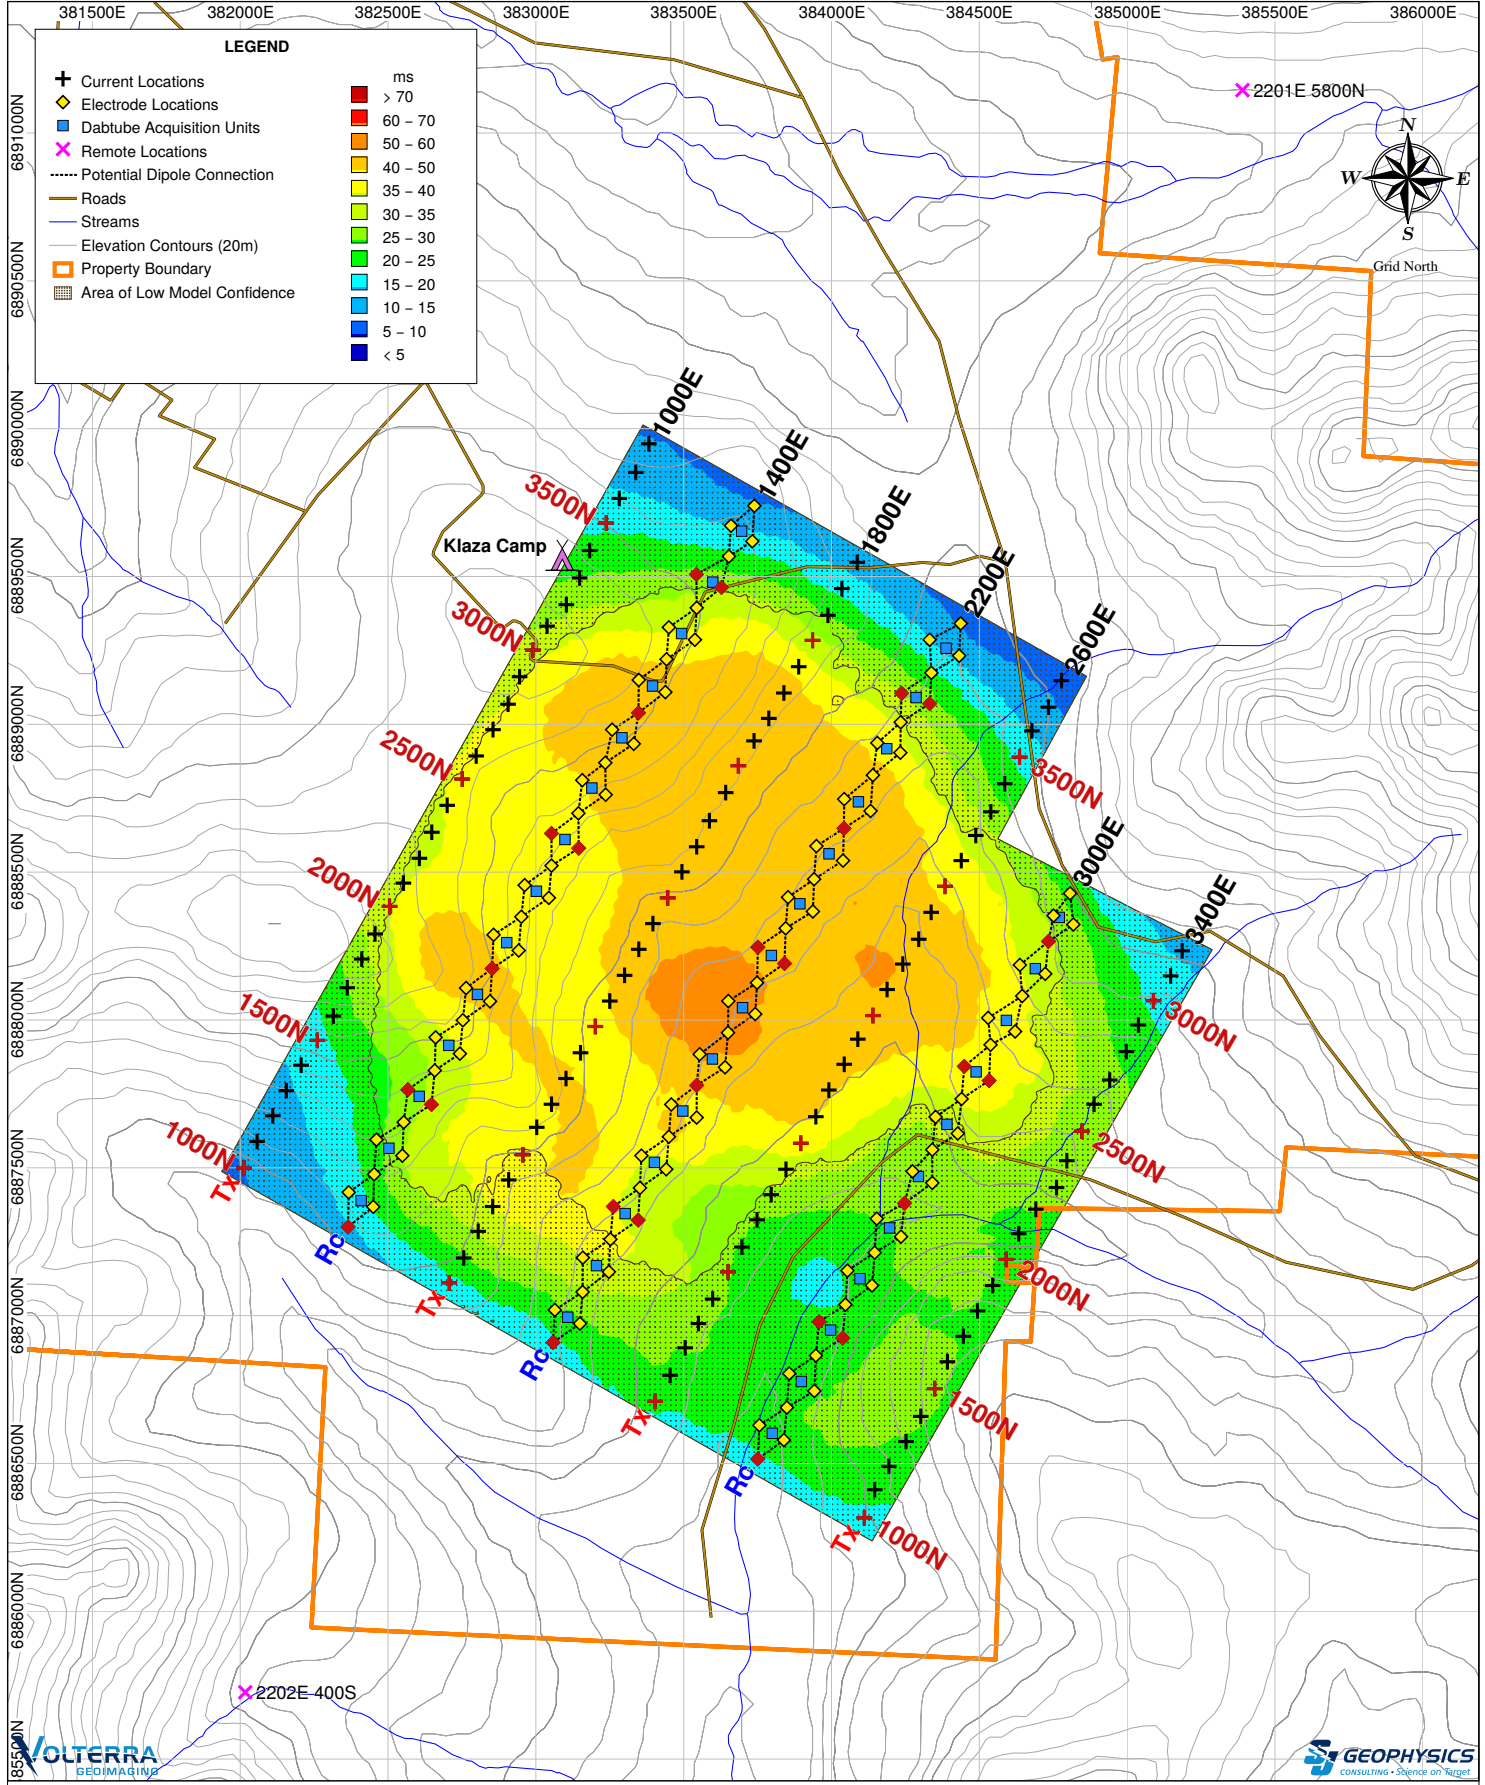 381500E 382000E 382500E 383000E 383500E 384000E 384500E 385000E 385500E 386000E
LEGEND
Current Locations
Electrode Locations
Dabtube Acquisition Units
Remote Locations
Potential Dipole Connection
Roads
Streams
Elevation Contours (20m)
Property Boundary
Area of Low Model Confidence
ms
> 70
60 – 70
50 – 60
40 – 50
35 – 40
30 – 35
25 – 30
20 – 25
15 – 20
10 – 15
5 – 10
< 5
2201E 5800N
N
W E
S
Grid North
6891000N
6890500N
6890000N
6889500N
6889000N
6888500N
6888000N
6887500N
6887000N
6886500N
6886000N
1000E
1400E
1800E
2200E
2600E
3000E
3400E
3500N
Klaza Camp
3000N
2500N
2000N
1500N
1000N
3500N
3000N
2500N
2000N
1500N
1000N
Tx
Rc
Tx
Rc
Tx
Rc
Tx
2202E 400S
VOLTERRA
GEOIMAGING
SJ GEOPHYSICS
CONSULTING • Science on Target